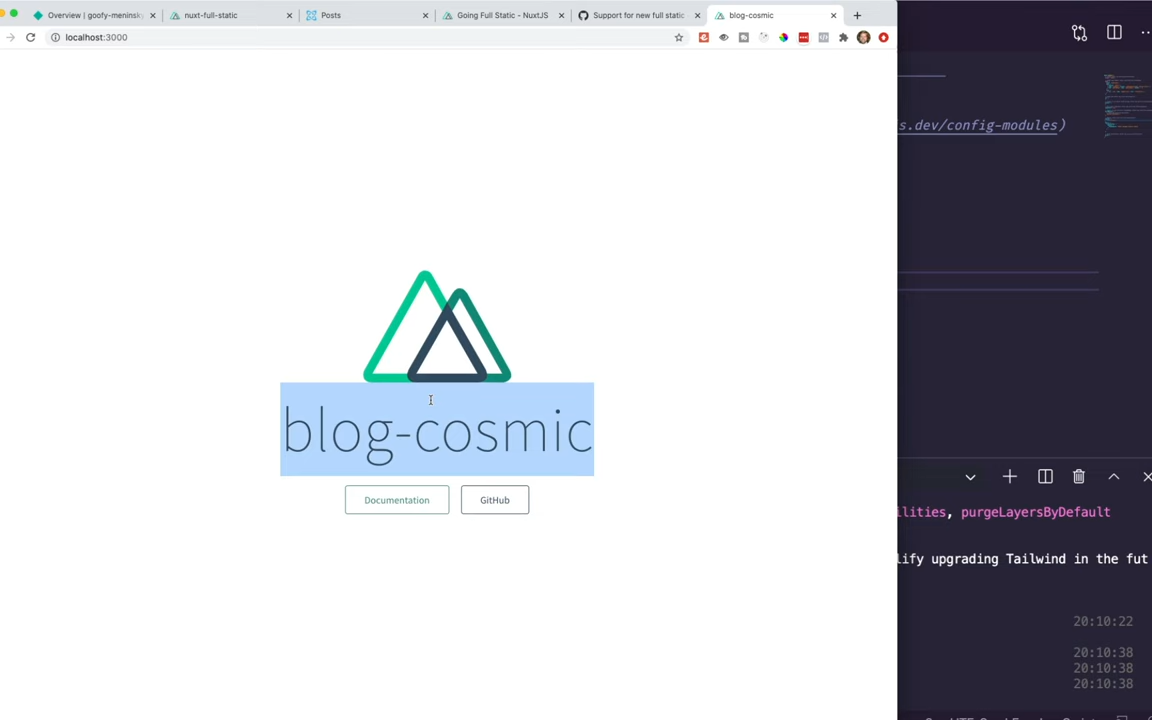 Overview | goofy-meninsky
nuxt-full-static
Posts
Going Full Static - NuxtJS
Support for new full static
blog-cosmic
localhost:3000
s.dev/config-modules)
blog-cosmic
Documentation
GitHub
ilities, purgeLayersByDefault
lify upgrading Tailwind in the fut
20:10:22
20:10:38
20:10:38
20:10:38